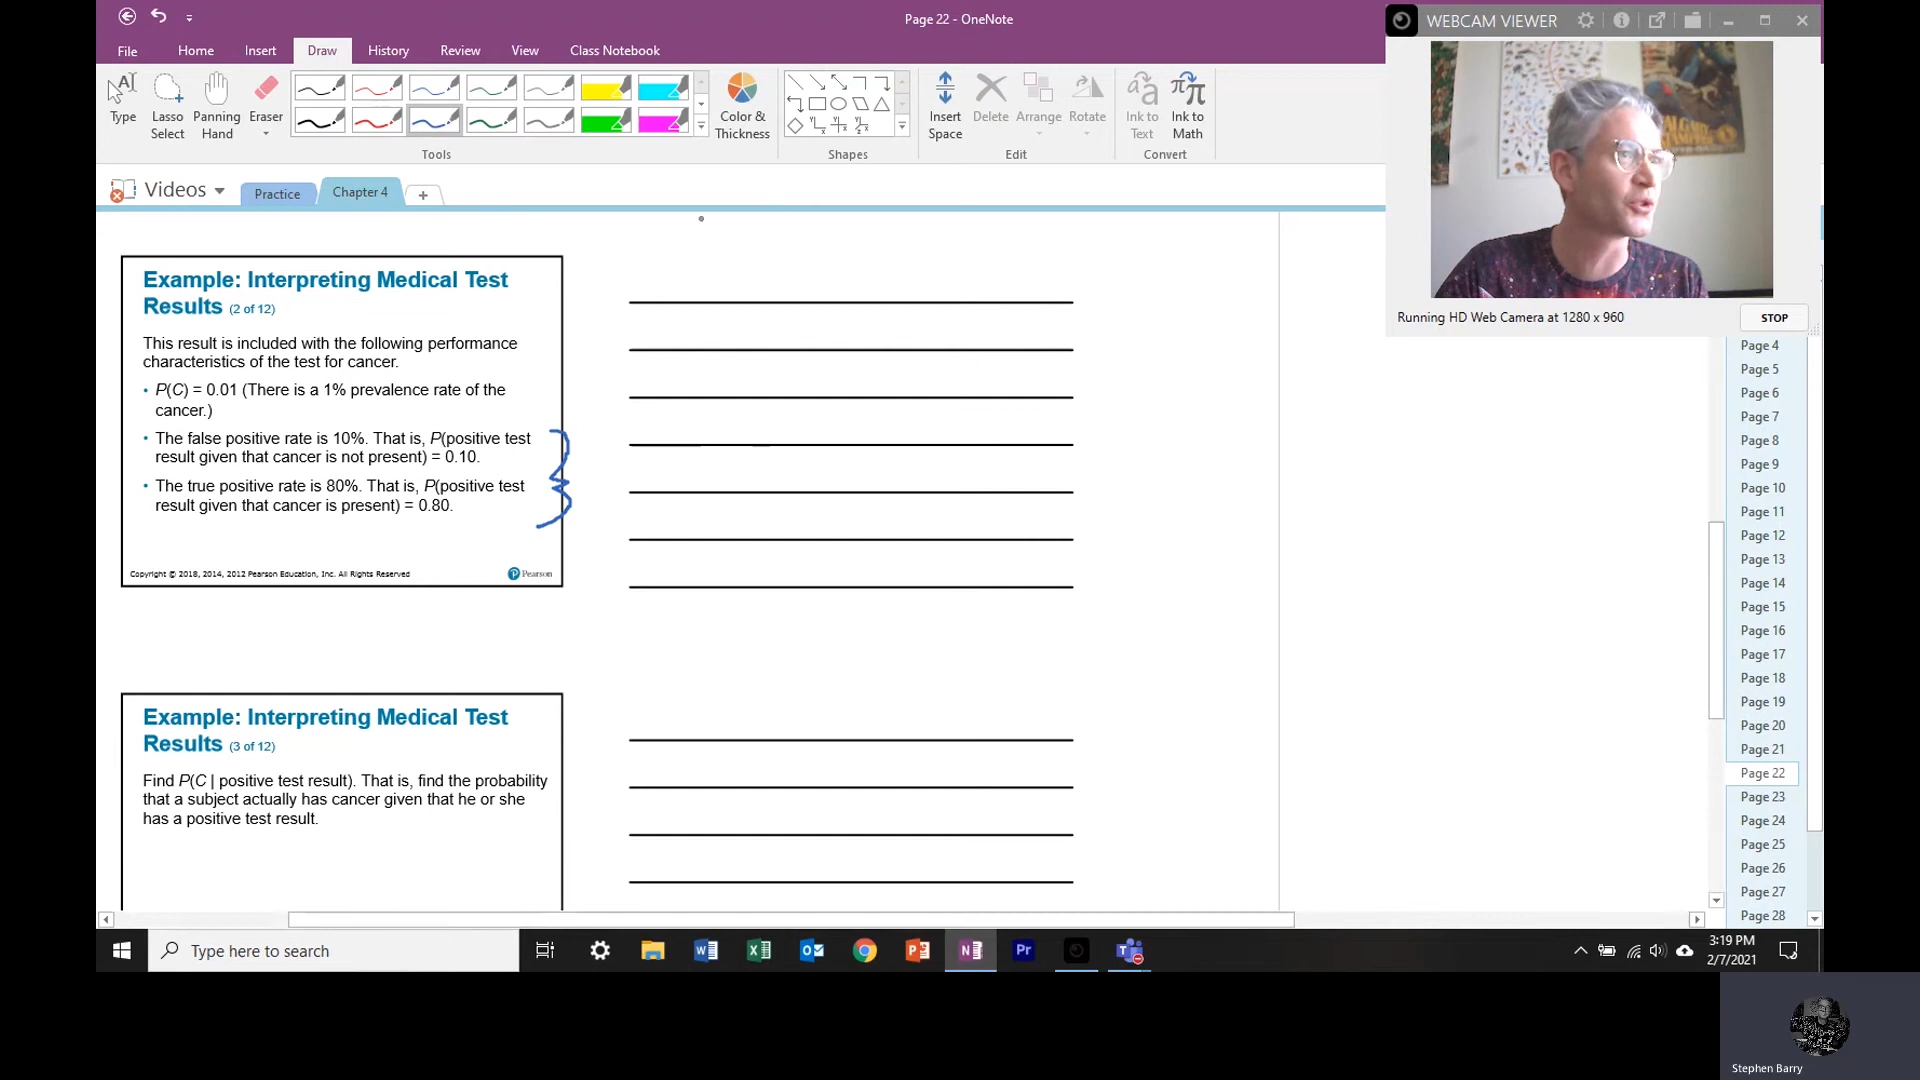 Page 22 - OneNote
WEBCAM VIEWER
File Home Insert Draw History Review View Class Notebook
Type
Lasso Select
Panning Hand
Eraser
Color & Thickness
Insert Space
Delete
Arrange
Rotate
Ink to Text
Ink to Math
Tools
Shapes
Edit
Convert
Videos
Practice
Chapter 4
Running HD Web Camera at 1280 x 960
STOP
Example: Interpreting Medical Test
Results (2 of 12)
This result is included with the following performance
characteristics of the test for cancer.
• P(C) = 0.01 (There is a 1% prevalence rate of the
cancer.)
• The false positive rate is 10%. That is, P(positive test
result given that cancer is not present) = 0.10.
• The true positive rate is 80%. That is, P(positive test
result given that cancer is present) = 0.80.
Copyright © 2018, 2014, 2012 Pearson Education, Inc. All Rights Reserved
Pearson
Example: Interpreting Medical Test
Results (3 of 12)
Find P(C | positive test result). That is, find the probability
that a subject actually has cancer given that he or she
has a positive test result.
Page 4
Page 5
Page 6
Page 7
Page 8
Page 9
Page 10
Page 11
Page 12
Page 13
Page 14
Page 15
Page 16
Page 17
Page 18
Page 19
Page 20
Page 21
Page 22
Page 23
Page 24
Page 25
Page 26
Page 27
Page 28
Type here to search
3:19 PM
2/7/2021
Stephen Barry